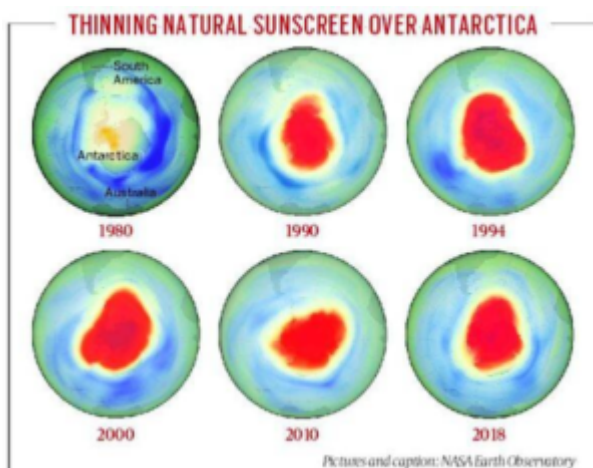 THINNING NATURAL SUNSCREEN OVER ANTARCTICA
South
America
Antarctica
Australia
1980
1990
1994
2000
2010
2018
Pictures and caption: NASA Earth Observatory